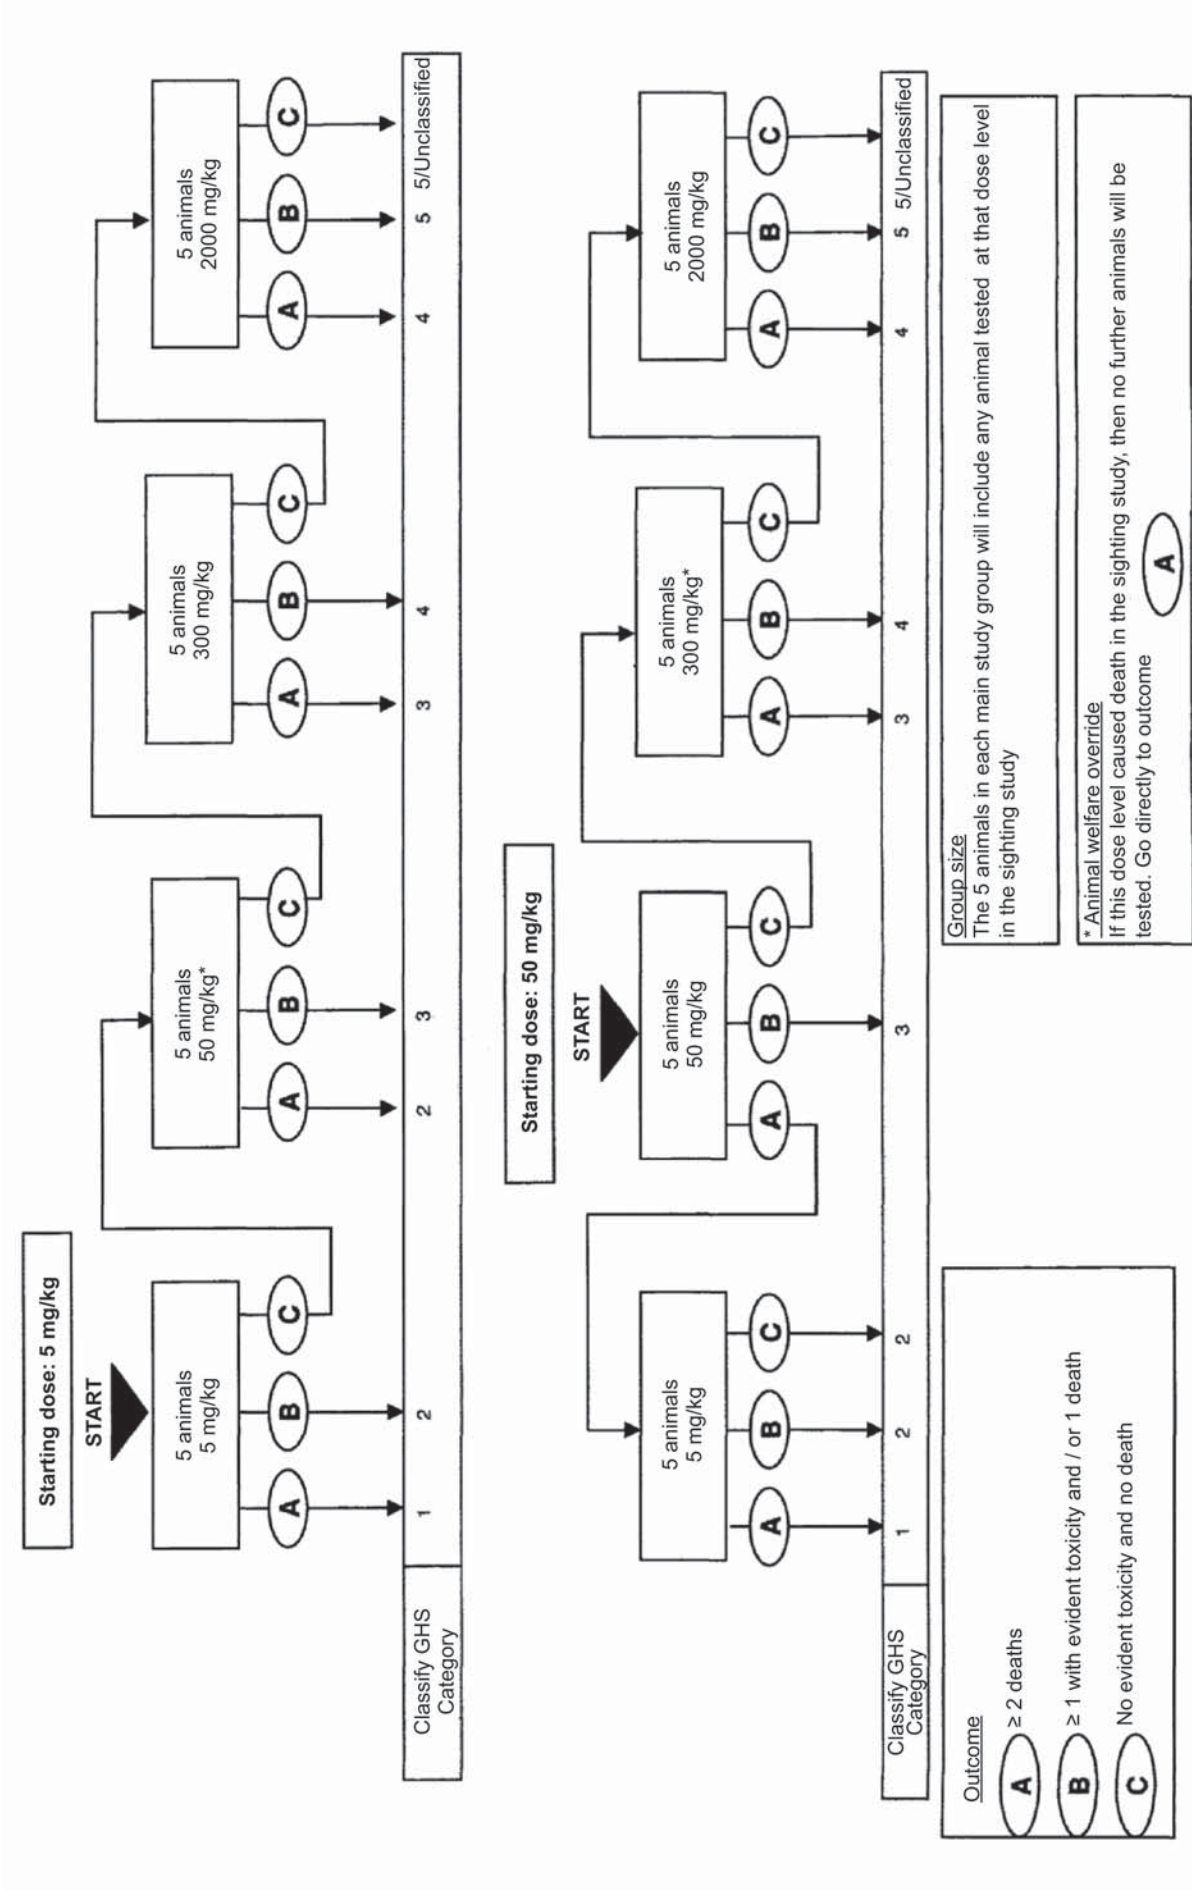 Starting dose: 5 mg/kg
START
5 animals
5 mg/kg
A
B
C
5 animals
50 mg/kg*
A
B
C
5 animals
300 mg/kg
A
B
C
5 animals
2000 mg/kg
A
B
C
Classify GHS
Category
1
2
2
3
3
4
4
5
5/Unclassified
Starting dose: 50 mg/kg
START
5 animals
5 mg/kg
A
B
C
5 animals
50 mg/kg
A
B
C
5 animals
300 mg/kg*
A
B
C
5 animals
2000 mg/kg
A
B
C
Classify GHS
Category
1
2
2
3
3
4
4
5
5/Unclassified
Outcome
A ≥ 2 deaths
B ≥ 1 with evident toxicity and / or 1 death
C No evident toxicity and no death
Group size
The 5 animals in each main study group will include any animal tested at that dose level
in the sighting study
* Animal welfare override
If this dose level caused death in the sighting study, then no further animals will be
tested. Go directly to outcome A